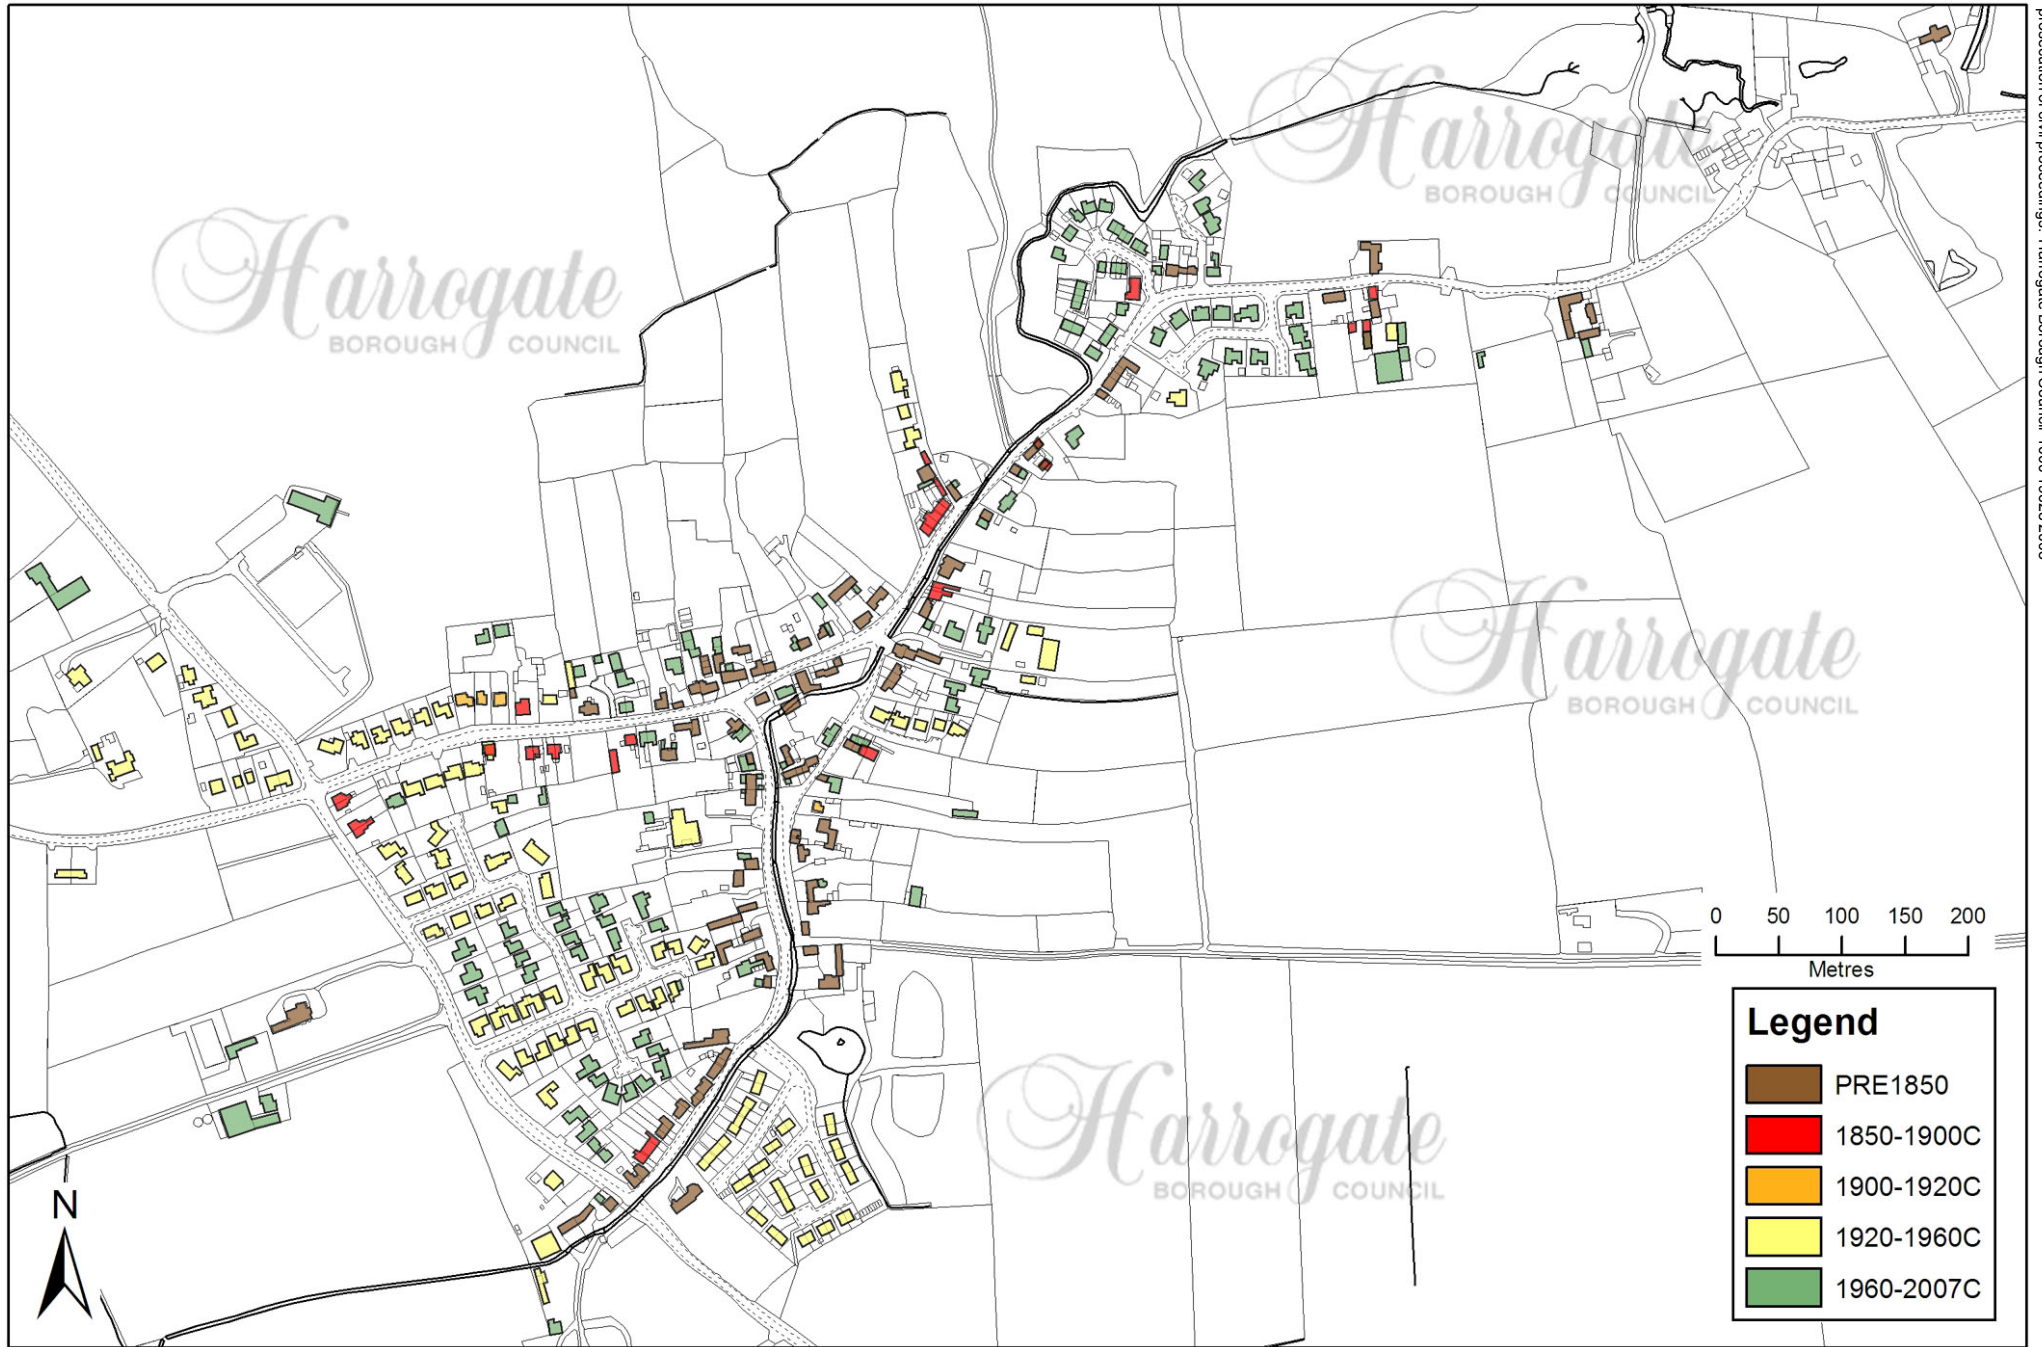 Harrogate
BOROUGH COUNCIL
Harrogate
BOROUGH COUNCIL
Harrogate
BOROUGH COUNCIL
Harrogate
BOROUGH COUNCIL
0 50 100 150 200
Metres
Legend
PRE1850
1850-1900C
1900-1920C
1920-1960C
1960-2007C
N